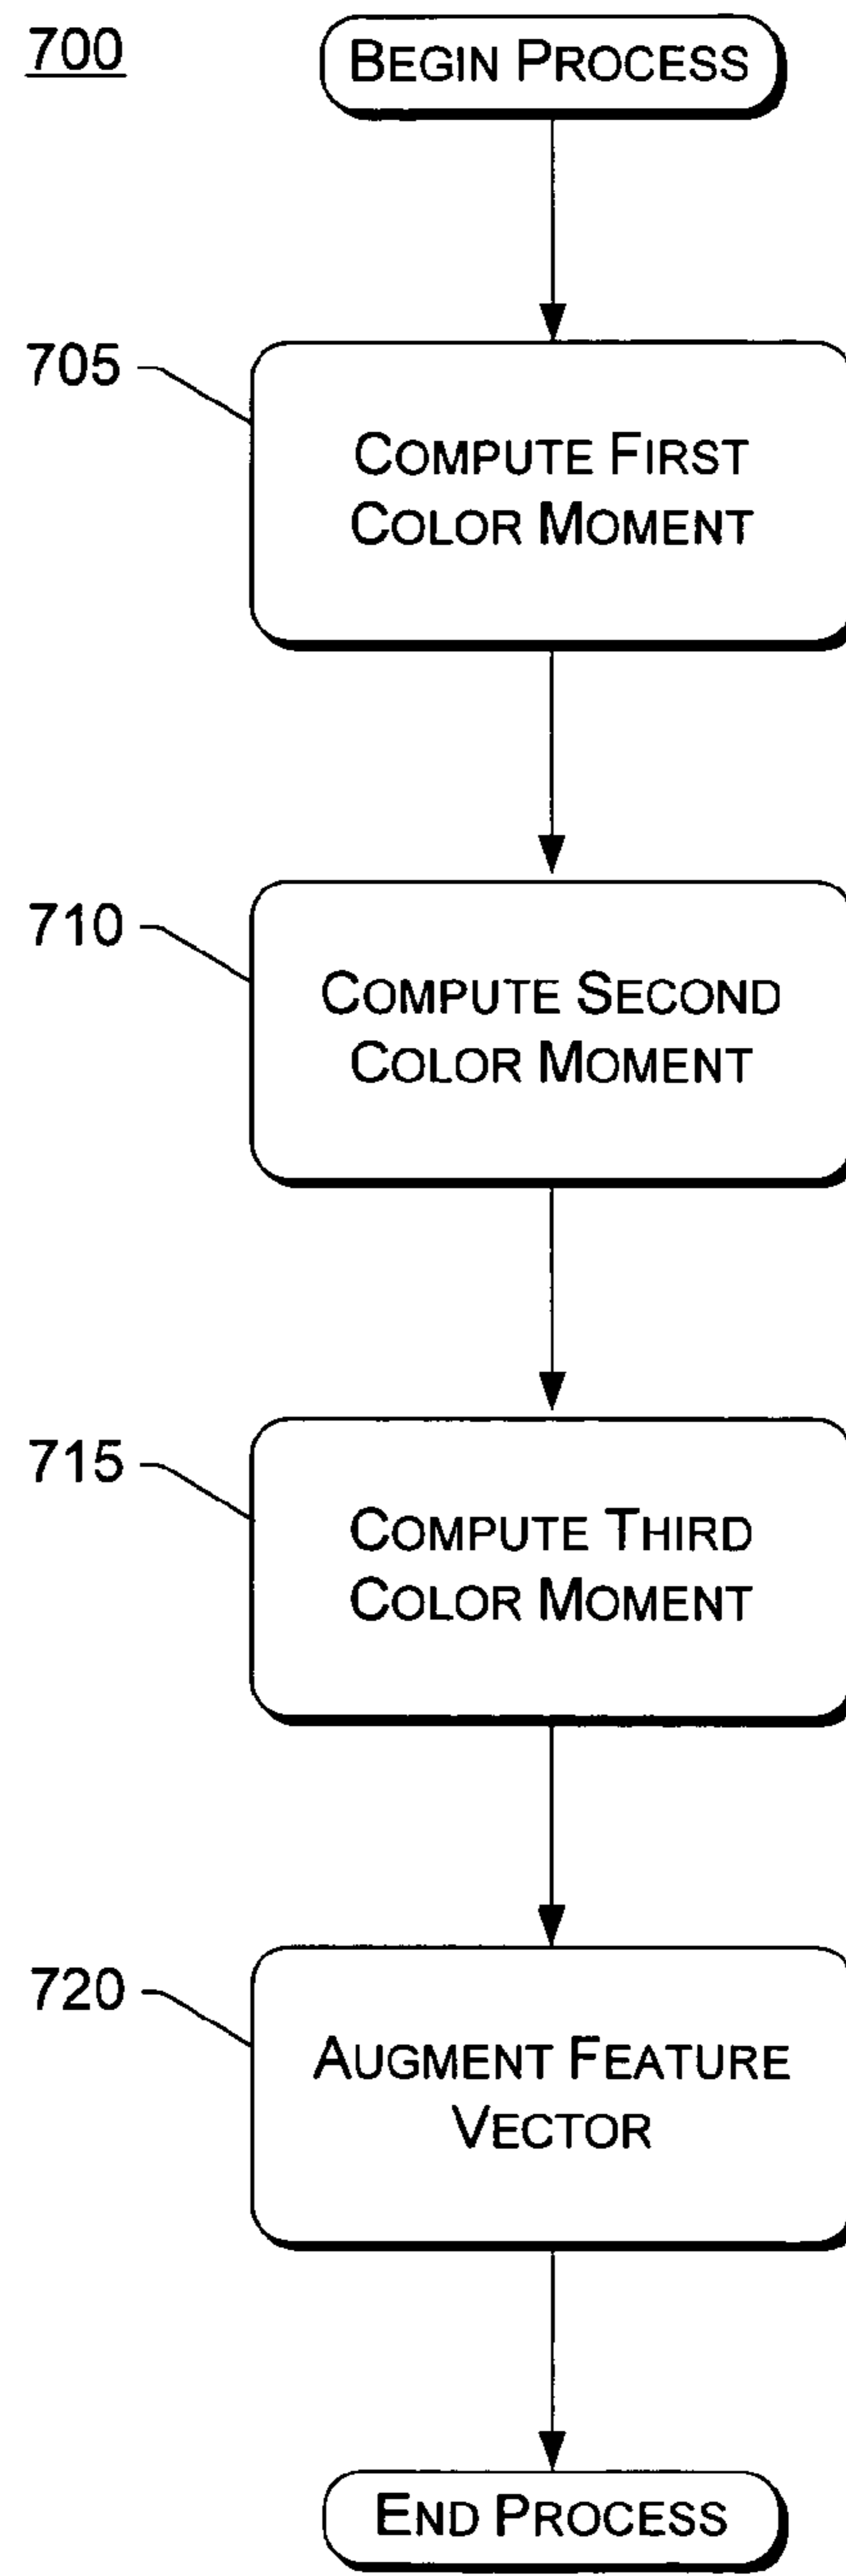 700
BEGIN PROCESS
705
COMPUTE FIRST
COLOR MOMENT
710
COMPUTE SECOND
COLOR MOMENT
715
COMPUTE THIRD
COLOR MOMENT
720
AUGMENT FEATURE
VECTOR
END PROCESS